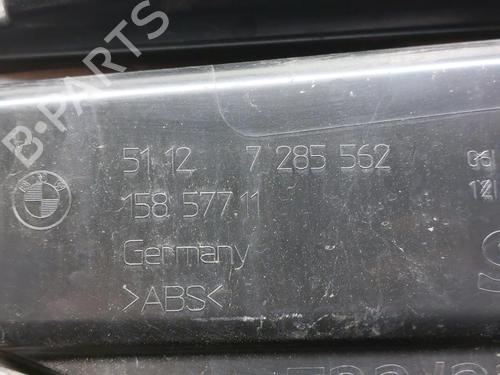 B-PARTS
51.12 7 285 562
158 577 11
Germany
>ABS<